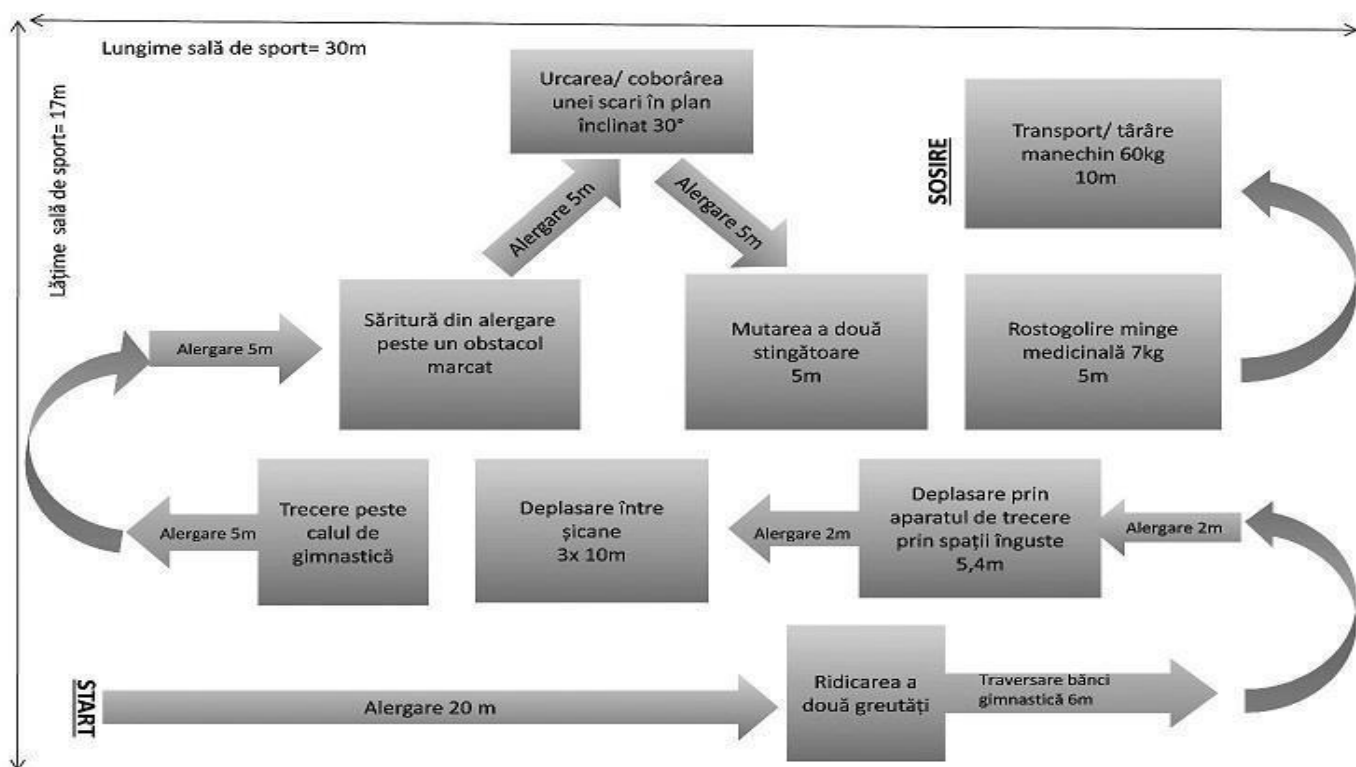 Lungime sală de sport= 30m
Lățime sală de sport= 17m
Urcarea/ coborârea
unei scari în plan
înclinat 30°
Transport/ târâre
manechin 60kg
10m
SOSIRE
Alergare 5m
Alergare 5m
Alergare 5m
Săritură din alergare
peste un obstacol
marcat
Mutarea a două
stingătoare
5m
Rostogolire minge
medicinală 7kg
5m
Alergare 5m
Trecere peste
calul de
gimnastică
Deplasare între
șicane
3x 10m
Alergare 2m
Deplasare prin
aparatul de trecere
prin spații înguste
5,4m
Alergare 2m
START
Alergare 20 m
Ridicarea a
două greutăți
Traversare bănci
gimnastică 6m